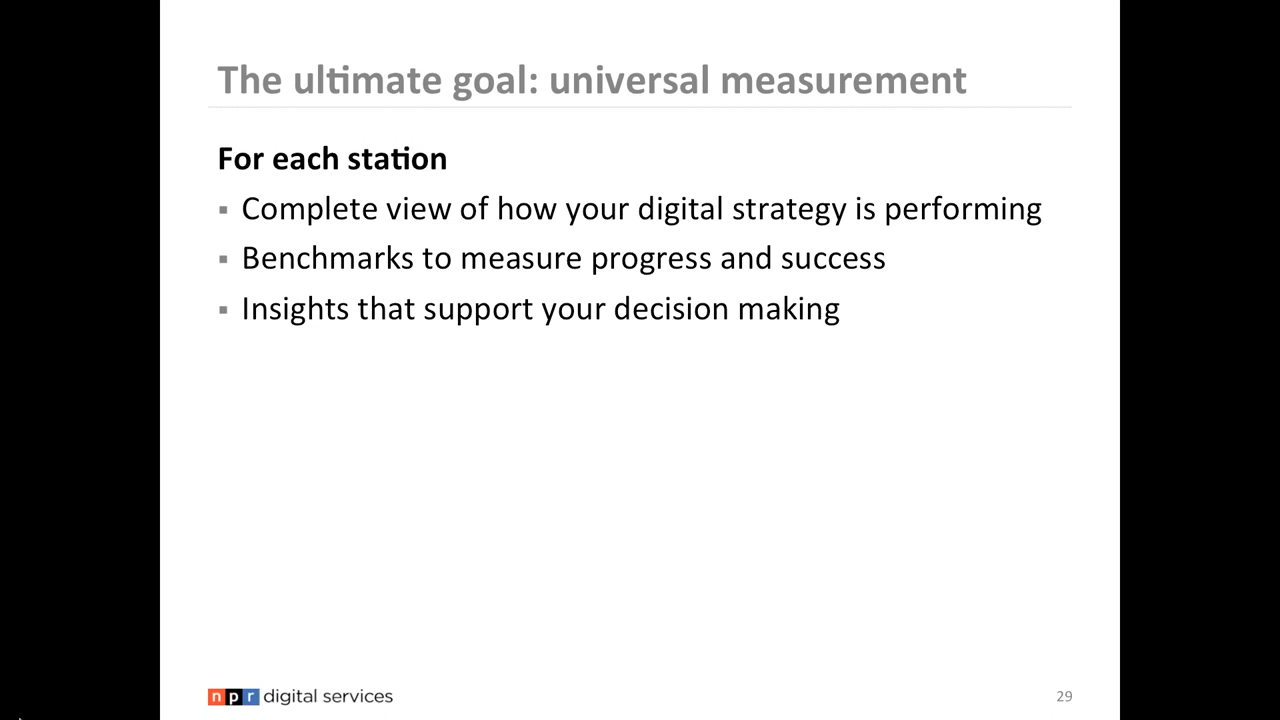 The ultimate goal: universal measurement
For each station
▪ Complete view of how your digital strategy is performing
▪ Benchmarks to measure progress and success
▪ Insights that support your decision making
npr digital services
29